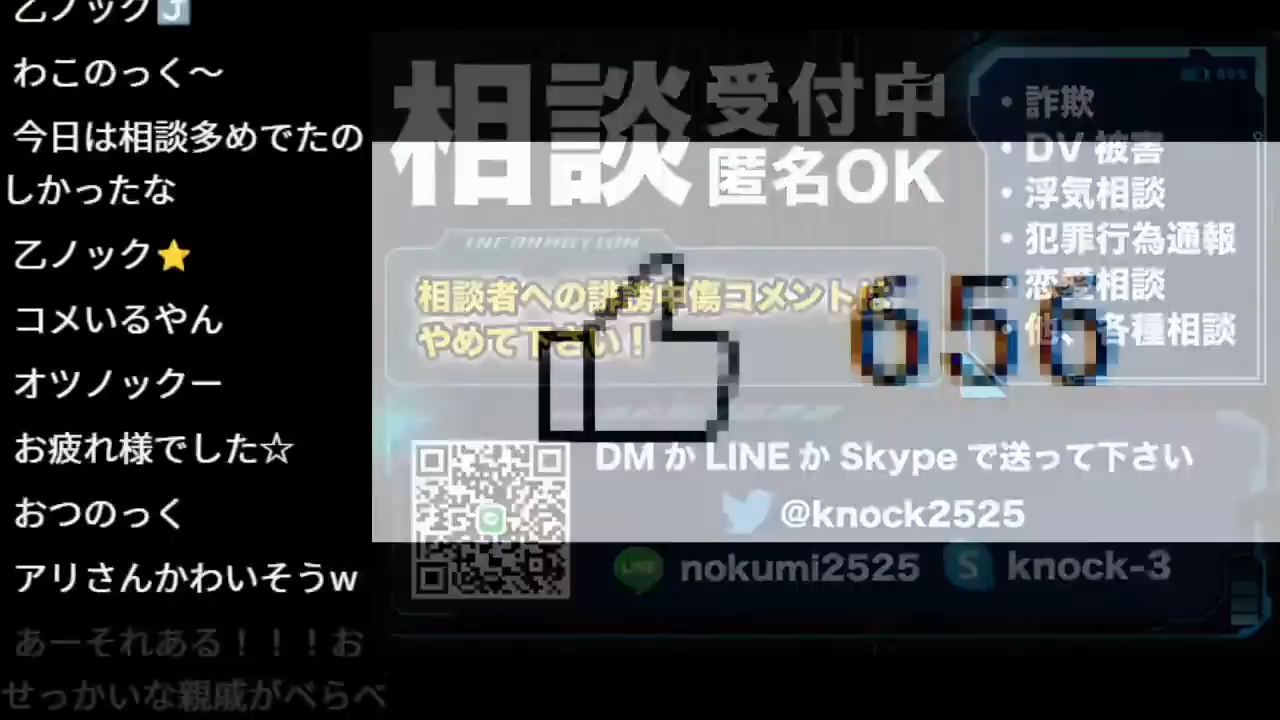 乙ノック⤴
わこのっく〜
今日は相談多めでたの
しかったな
乙ノック⭐
コメいるやん
オツノックー
お疲れ様でした☆
おつのっく
アリさんかわいそうw
あーそれある！！！お
せっかいな親戚がべらべ
相談受付中
匿名OK
・詐欺
・DV 被害
・浮気相談
・犯罪行為通報
・恋愛相談
・他、各種相談
INFORMATION
相談者への誹謗中傷コメントは
やめて下さい！
656
DM か LINE か Skype で送って下さい
@knock2525
LINE nokumi2525
S knock-3